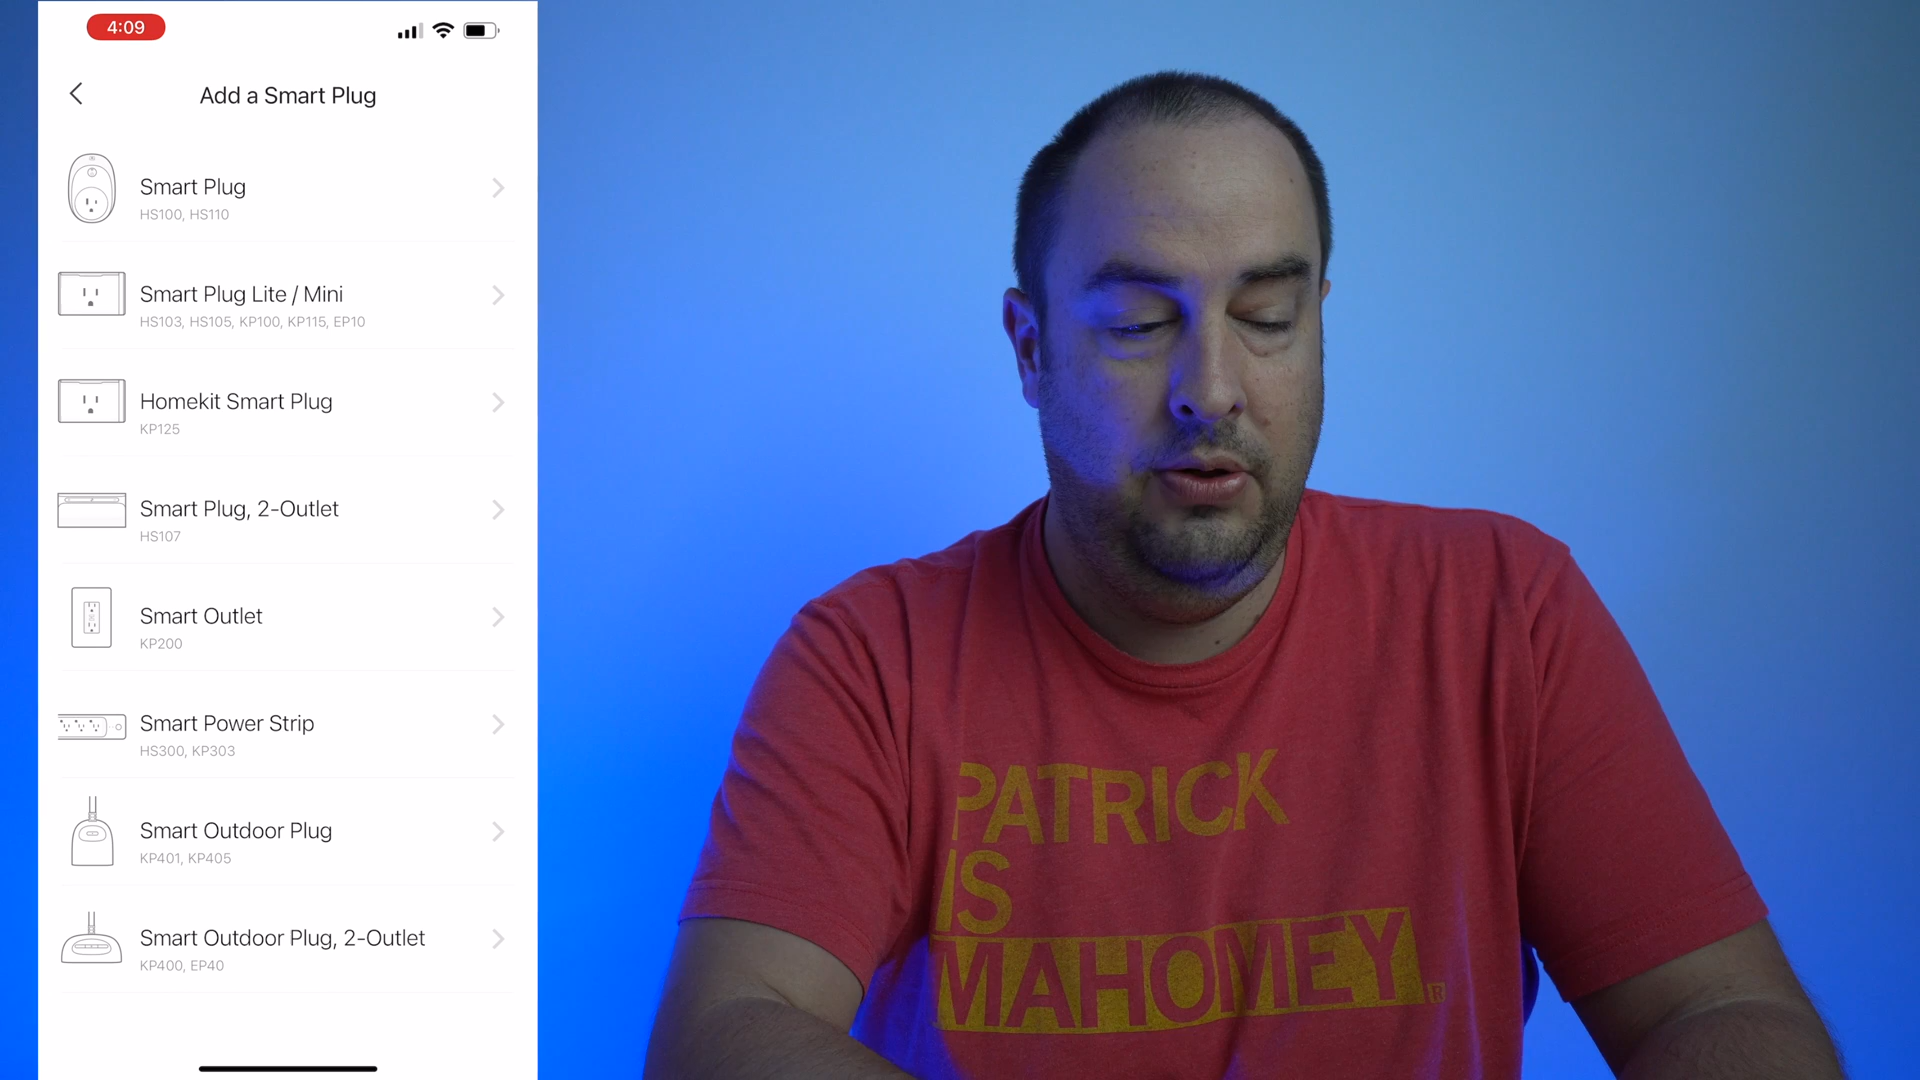 4:09
Add a Smart Plug
Smart Plug
HS100, HS110
Smart Plug Lite / Mini
HS103, HS105, KP100, KP115, EP10
Homekit Smart Plug
KP125
Smart Plug, 2-Outlet
HS107
Smart Outlet
KP200
Smart Power Strip
HS300, KP303
Smart Outdoor Plug
KP401, KP405
Smart Outdoor Plug, 2-Outlet
KP400, EP40
PATRICK
IS
MAHOMEY®